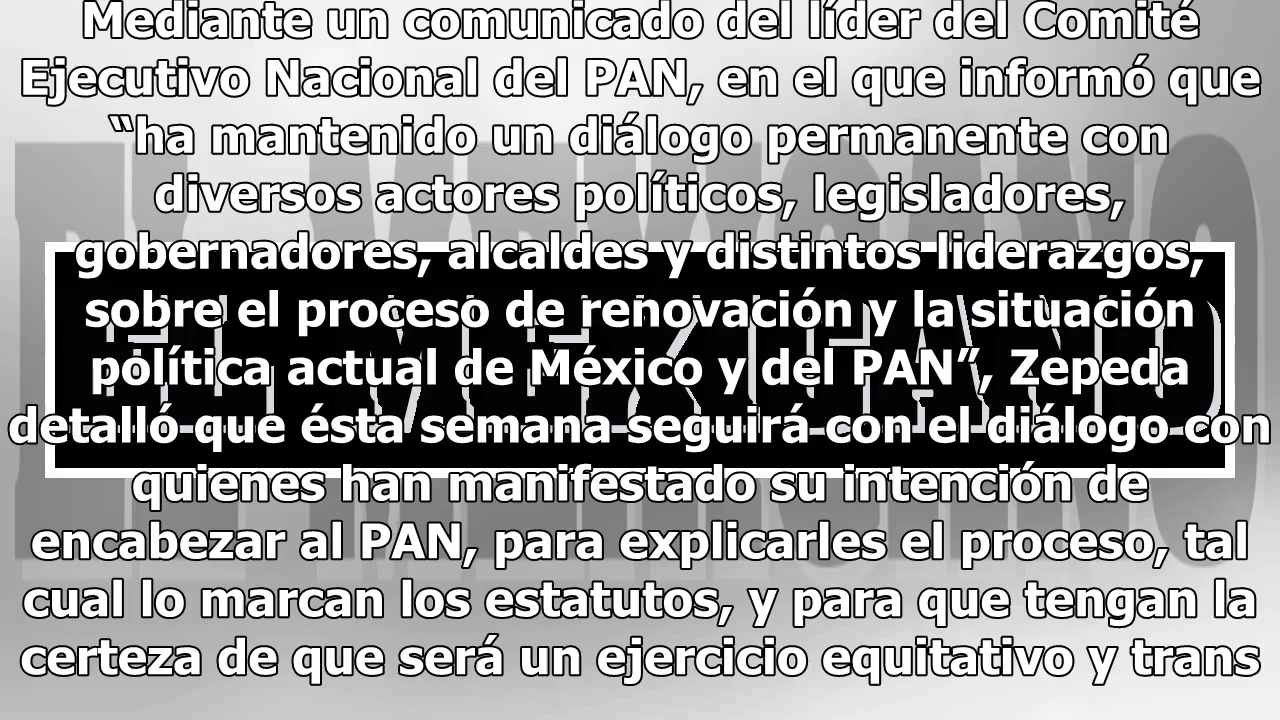 Mediante un comunicado del líder del Comité
Ejecutivo Nacional del PAN, en el que informó que
“ha mantenido un diálogo permanente con
diversos actores políticos, legisladores,
gobernadores, alcaldes y distintos liderazgos,
sobre el proceso de renovación y la situación
política actual de México y del PAN”, Zepeda
detalló que ésta semana seguirá con el diálogo con
quienes han manifestado su intención de
encabezar al PAN, para explicarles el proceso, tal
cual lo marcan los estatutos, y para que tengan la
certeza de que será un ejercicio equitativo y trans
EL MEXICANO